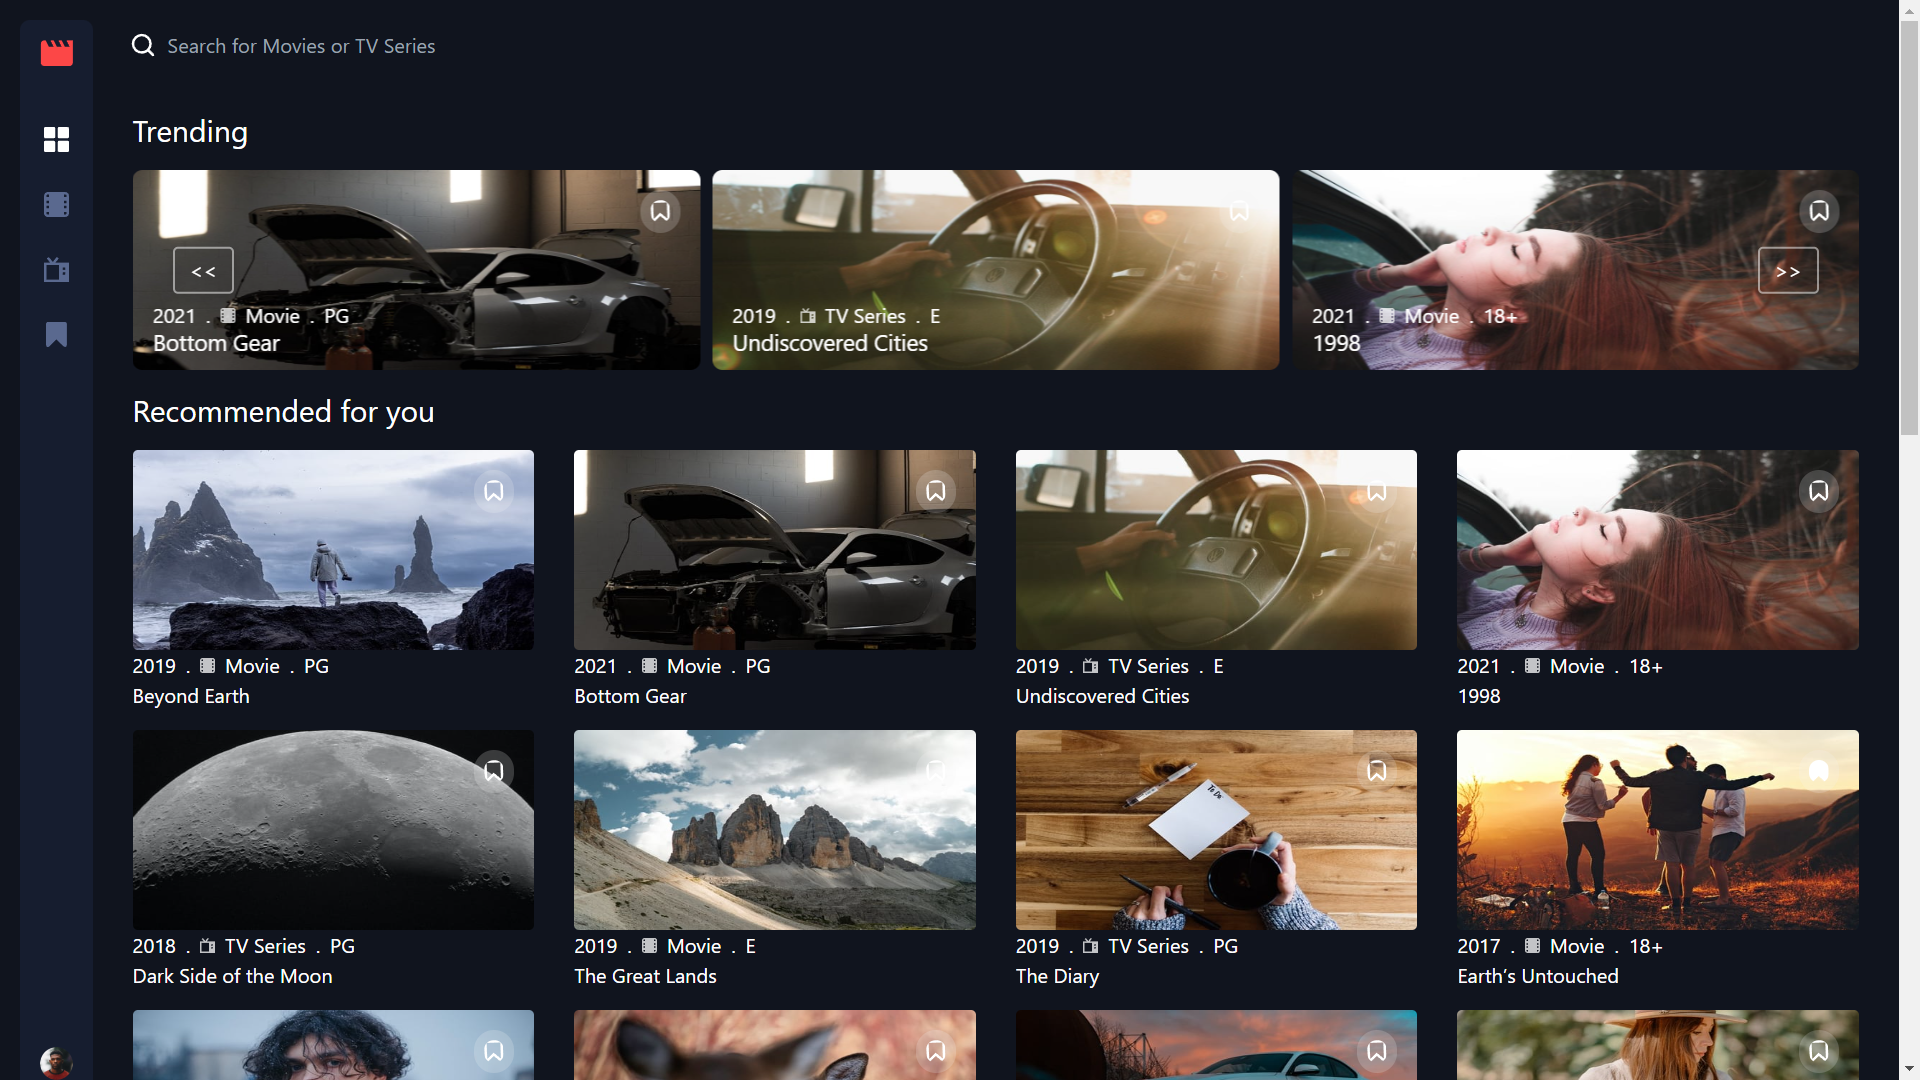 Search for Movies or TV Series
Trending
<<
2021 . Movie . PG
Bottom Gear
2019 . TV Series . E
Undiscovered Cities
>>
2021 . Movie . 18+
1998
Recommended for you
2019 . Movie . PG
Beyond Earth
2021 . Movie . PG
Bottom Gear
2019 . TV Series . E
Undiscovered Cities
2021 . Movie . 18+
1998
To Do
2018 . TV Series . PG
Dark Side of the Moon
2019 . Movie . E
The Great Lands
2019 . TV Series . PG
The Diary
2017 . Movie . 18+
Earth’s Untouched